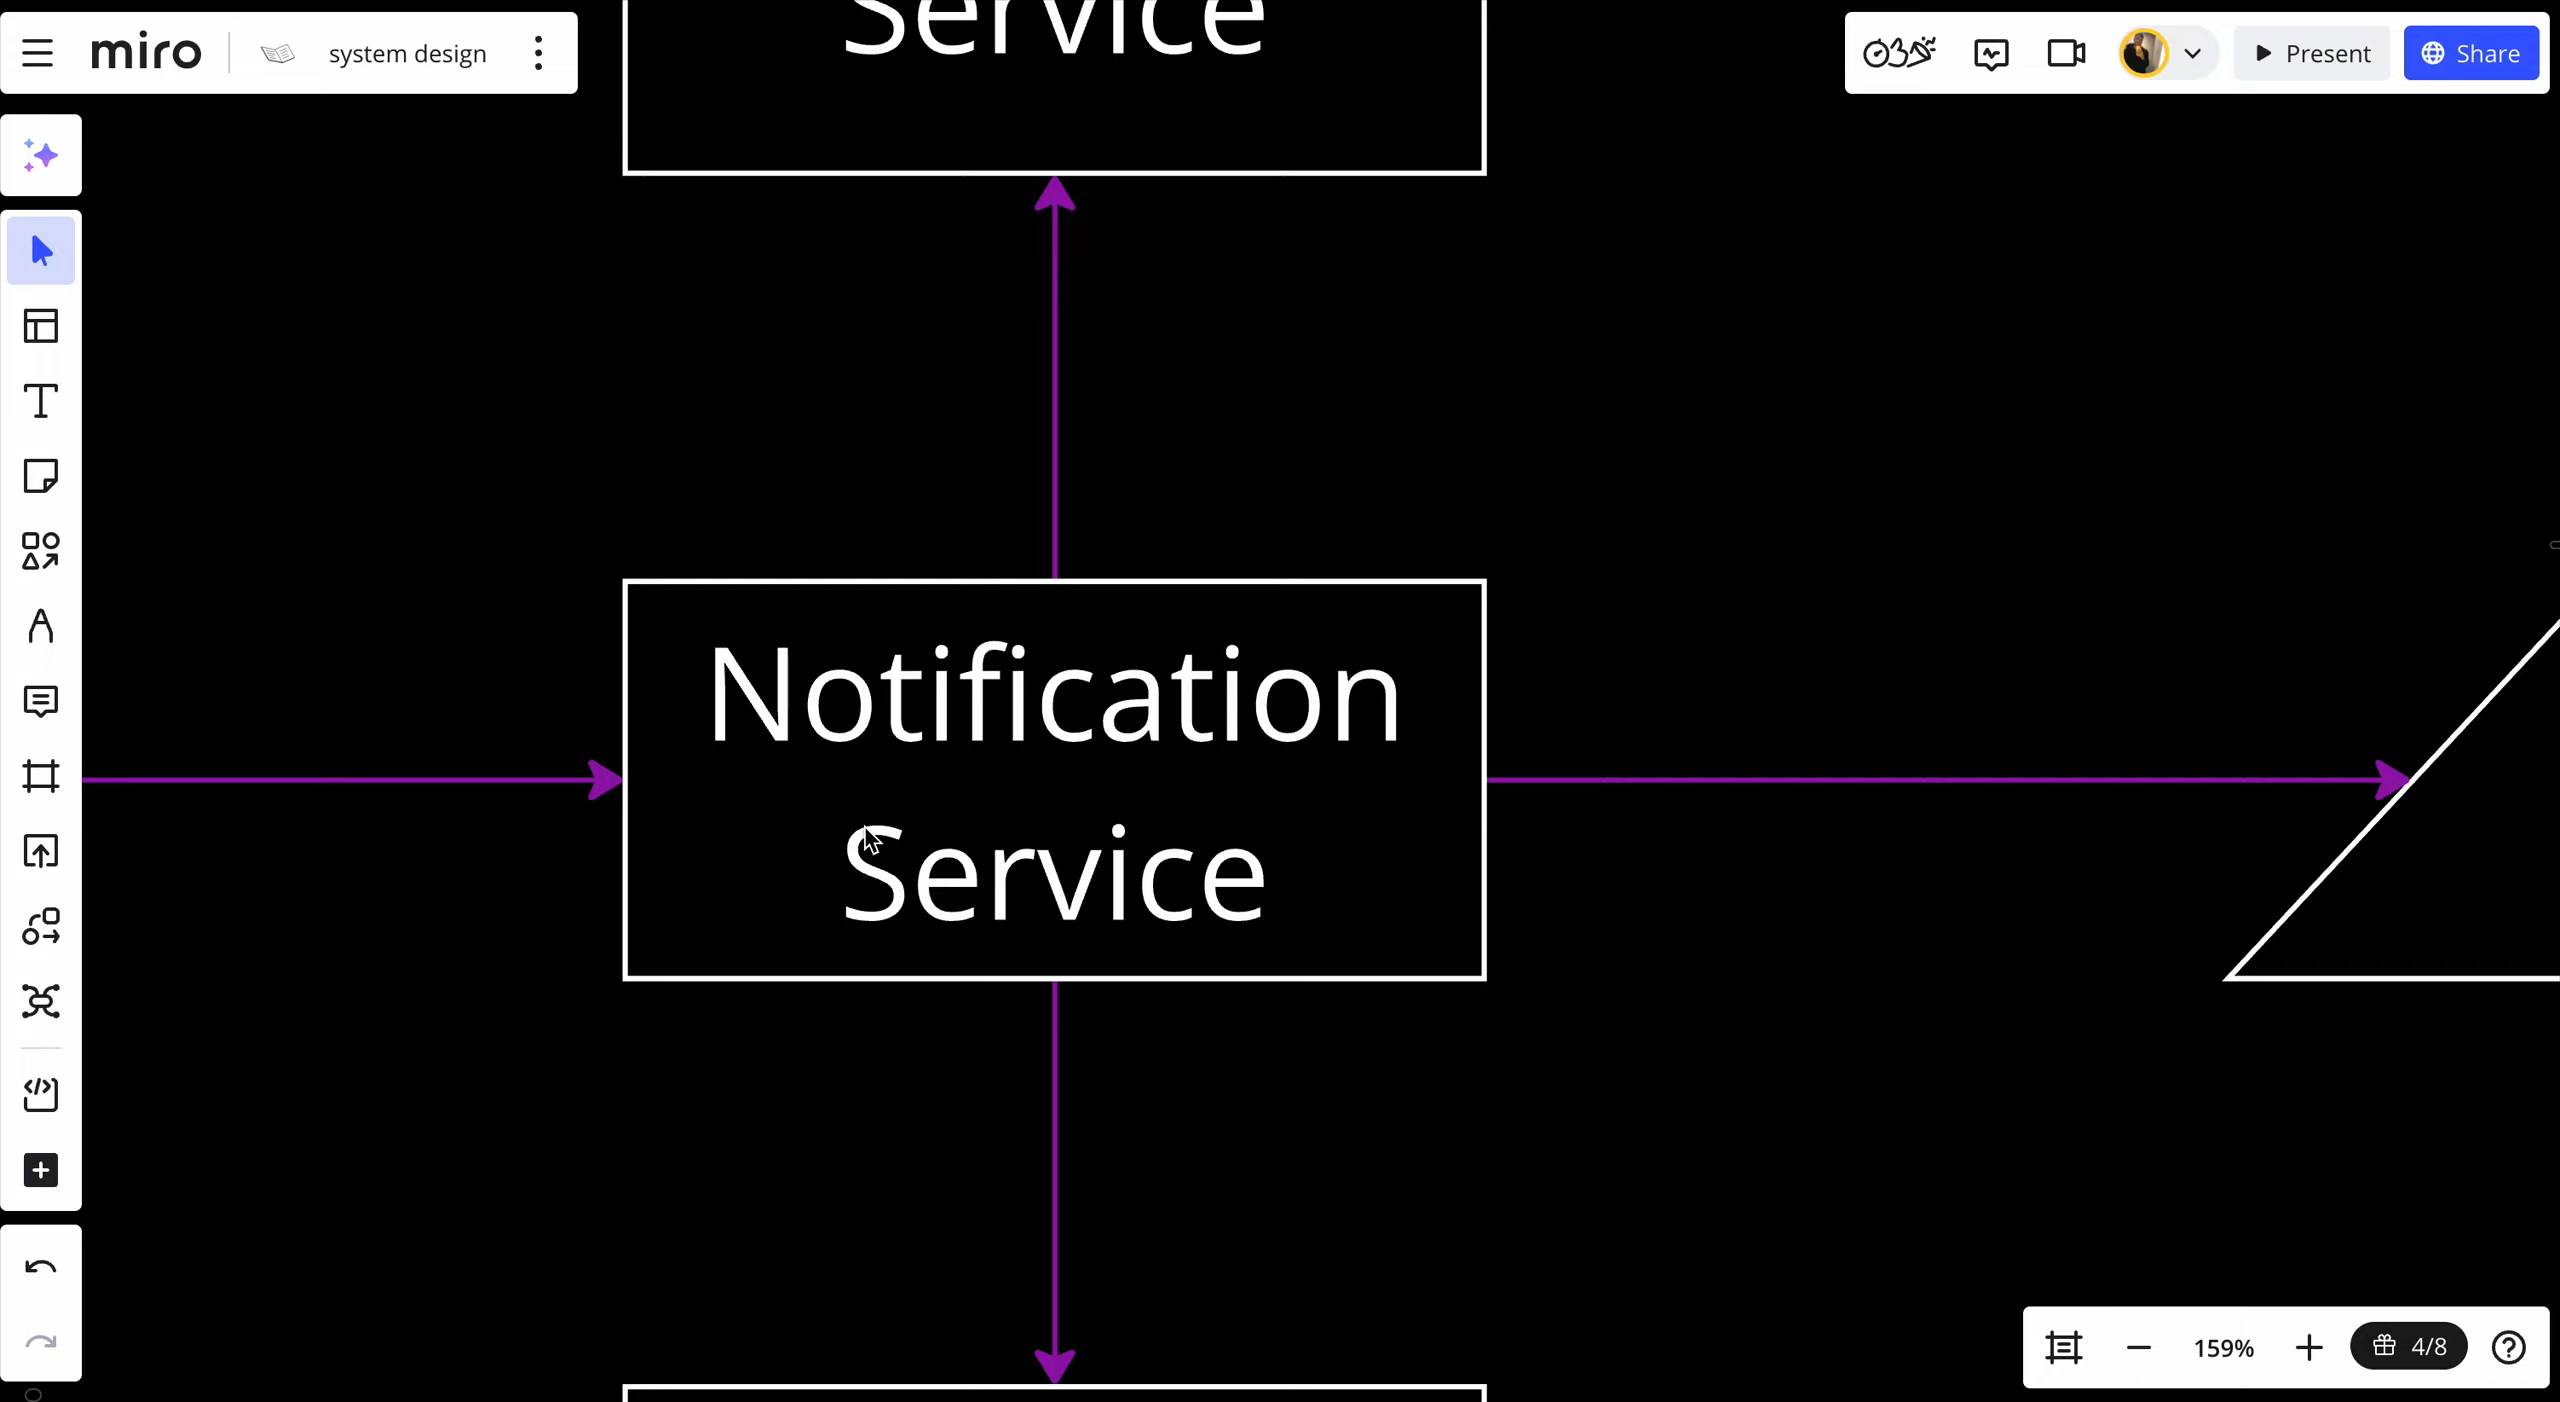 Service
miro
system design
Present
Share
Notification
Service
159%
4/8